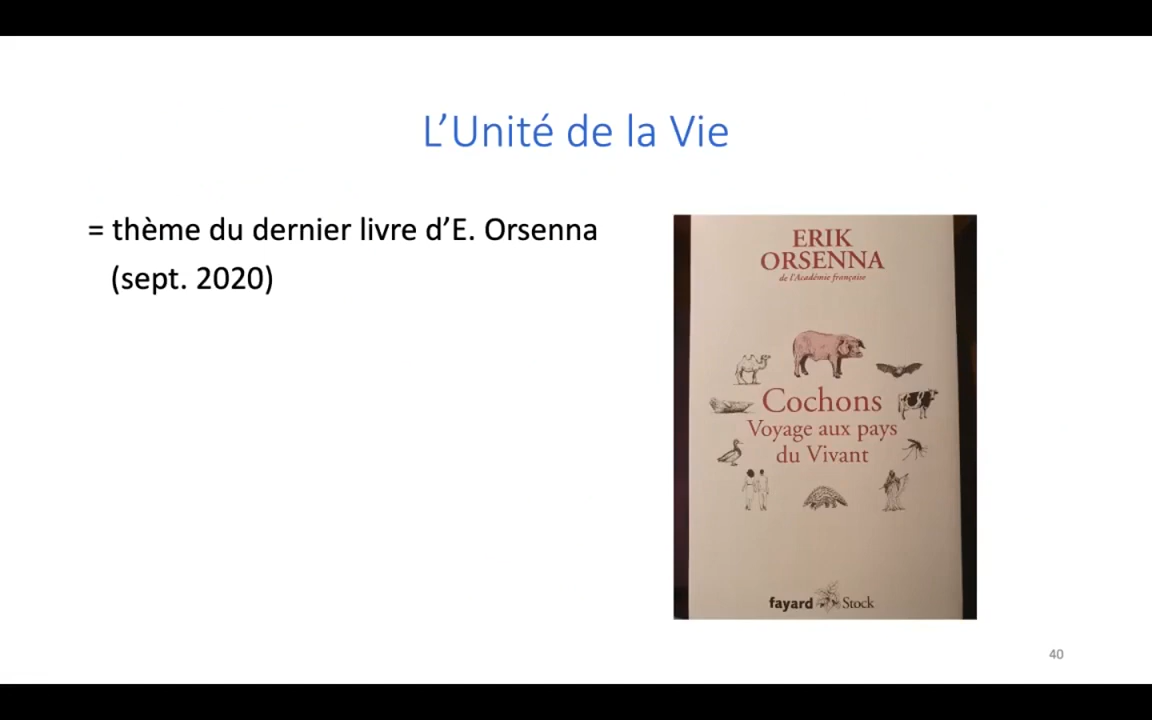 L’Unité de la Vie
= thème du dernier livre d’E. Orsenna
(sept. 2020)
ERIK
ORSENNA
de l'Académie française
Cochons
Voyage aux pays
du Vivant
fayard Stock
40